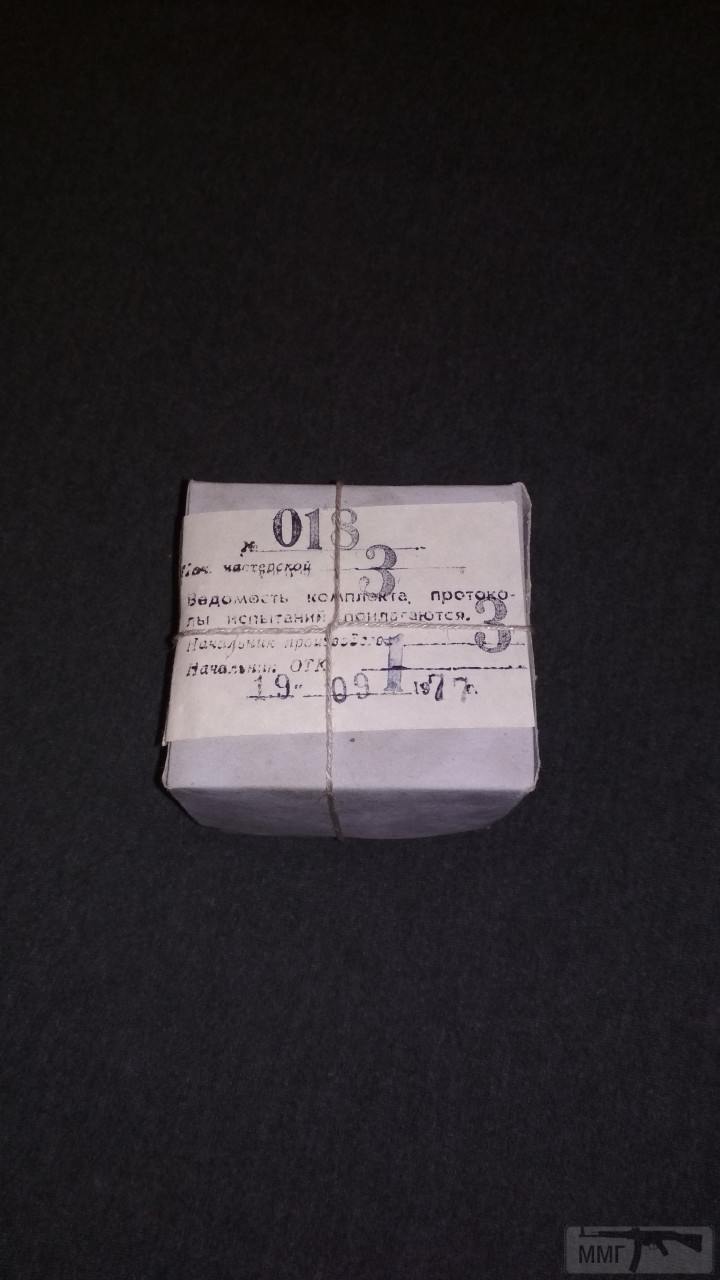 № 018
Нач. мастерской 3
Ведомость комплекта, протоко-
лы испытаний прилагаются.
Начальник производства 3
Начальник ОТК 1
19 " 09 1977 г.
ММГ